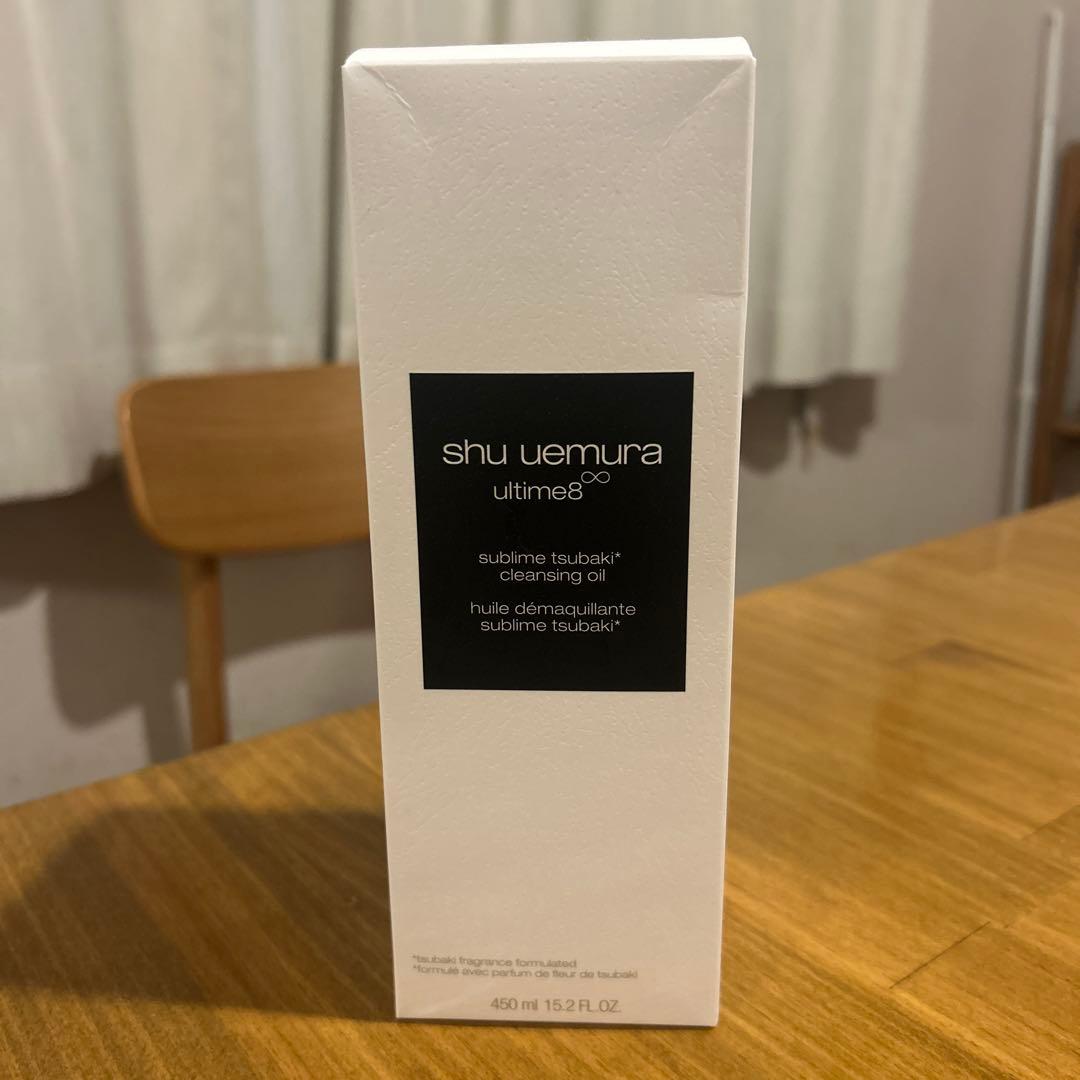 shu uemura
ultime8∞
sublime tsubaki*
cleansing oil
huile démaquillante
sublime tsubaki*
*tsubaki fragrance formulated
*formulé avec parfum de fleur de tsubaki
450 ml 15.2 FL.OZ.